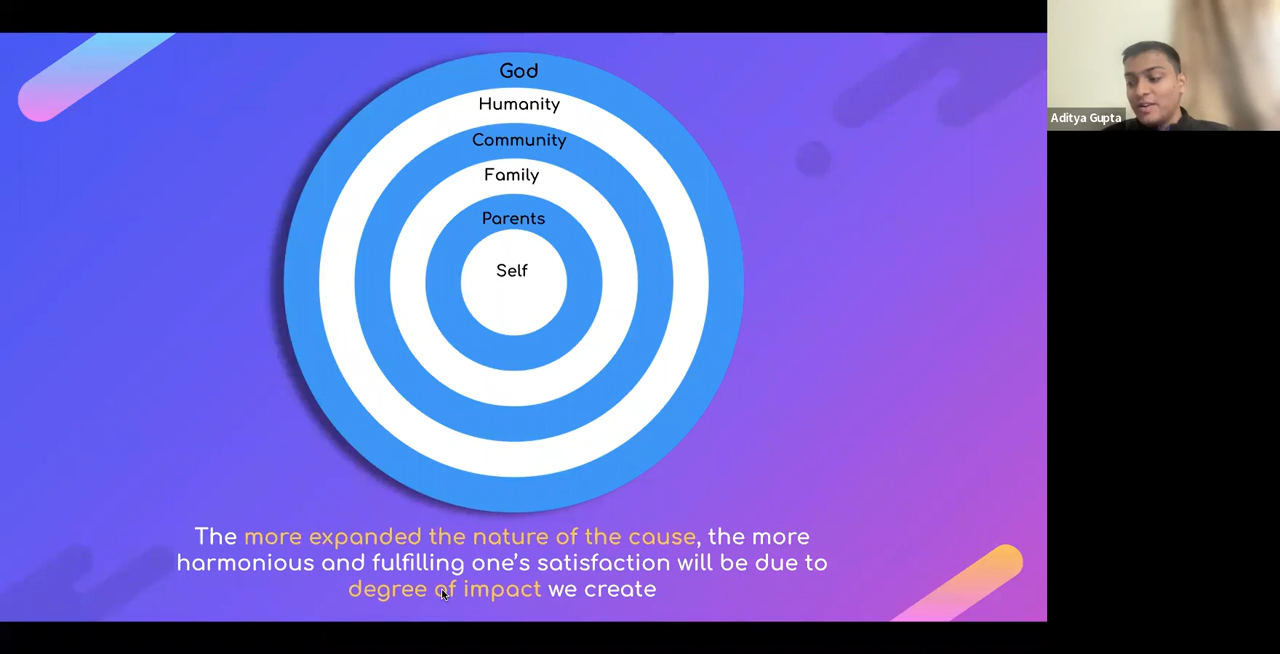 God
Humanity
Community
Family
Parents
Self
The more expanded the nature of the cause, the more
harmonious and fulfilling one's satisfaction will be due to
degree of impact we create
Aditya Gupta